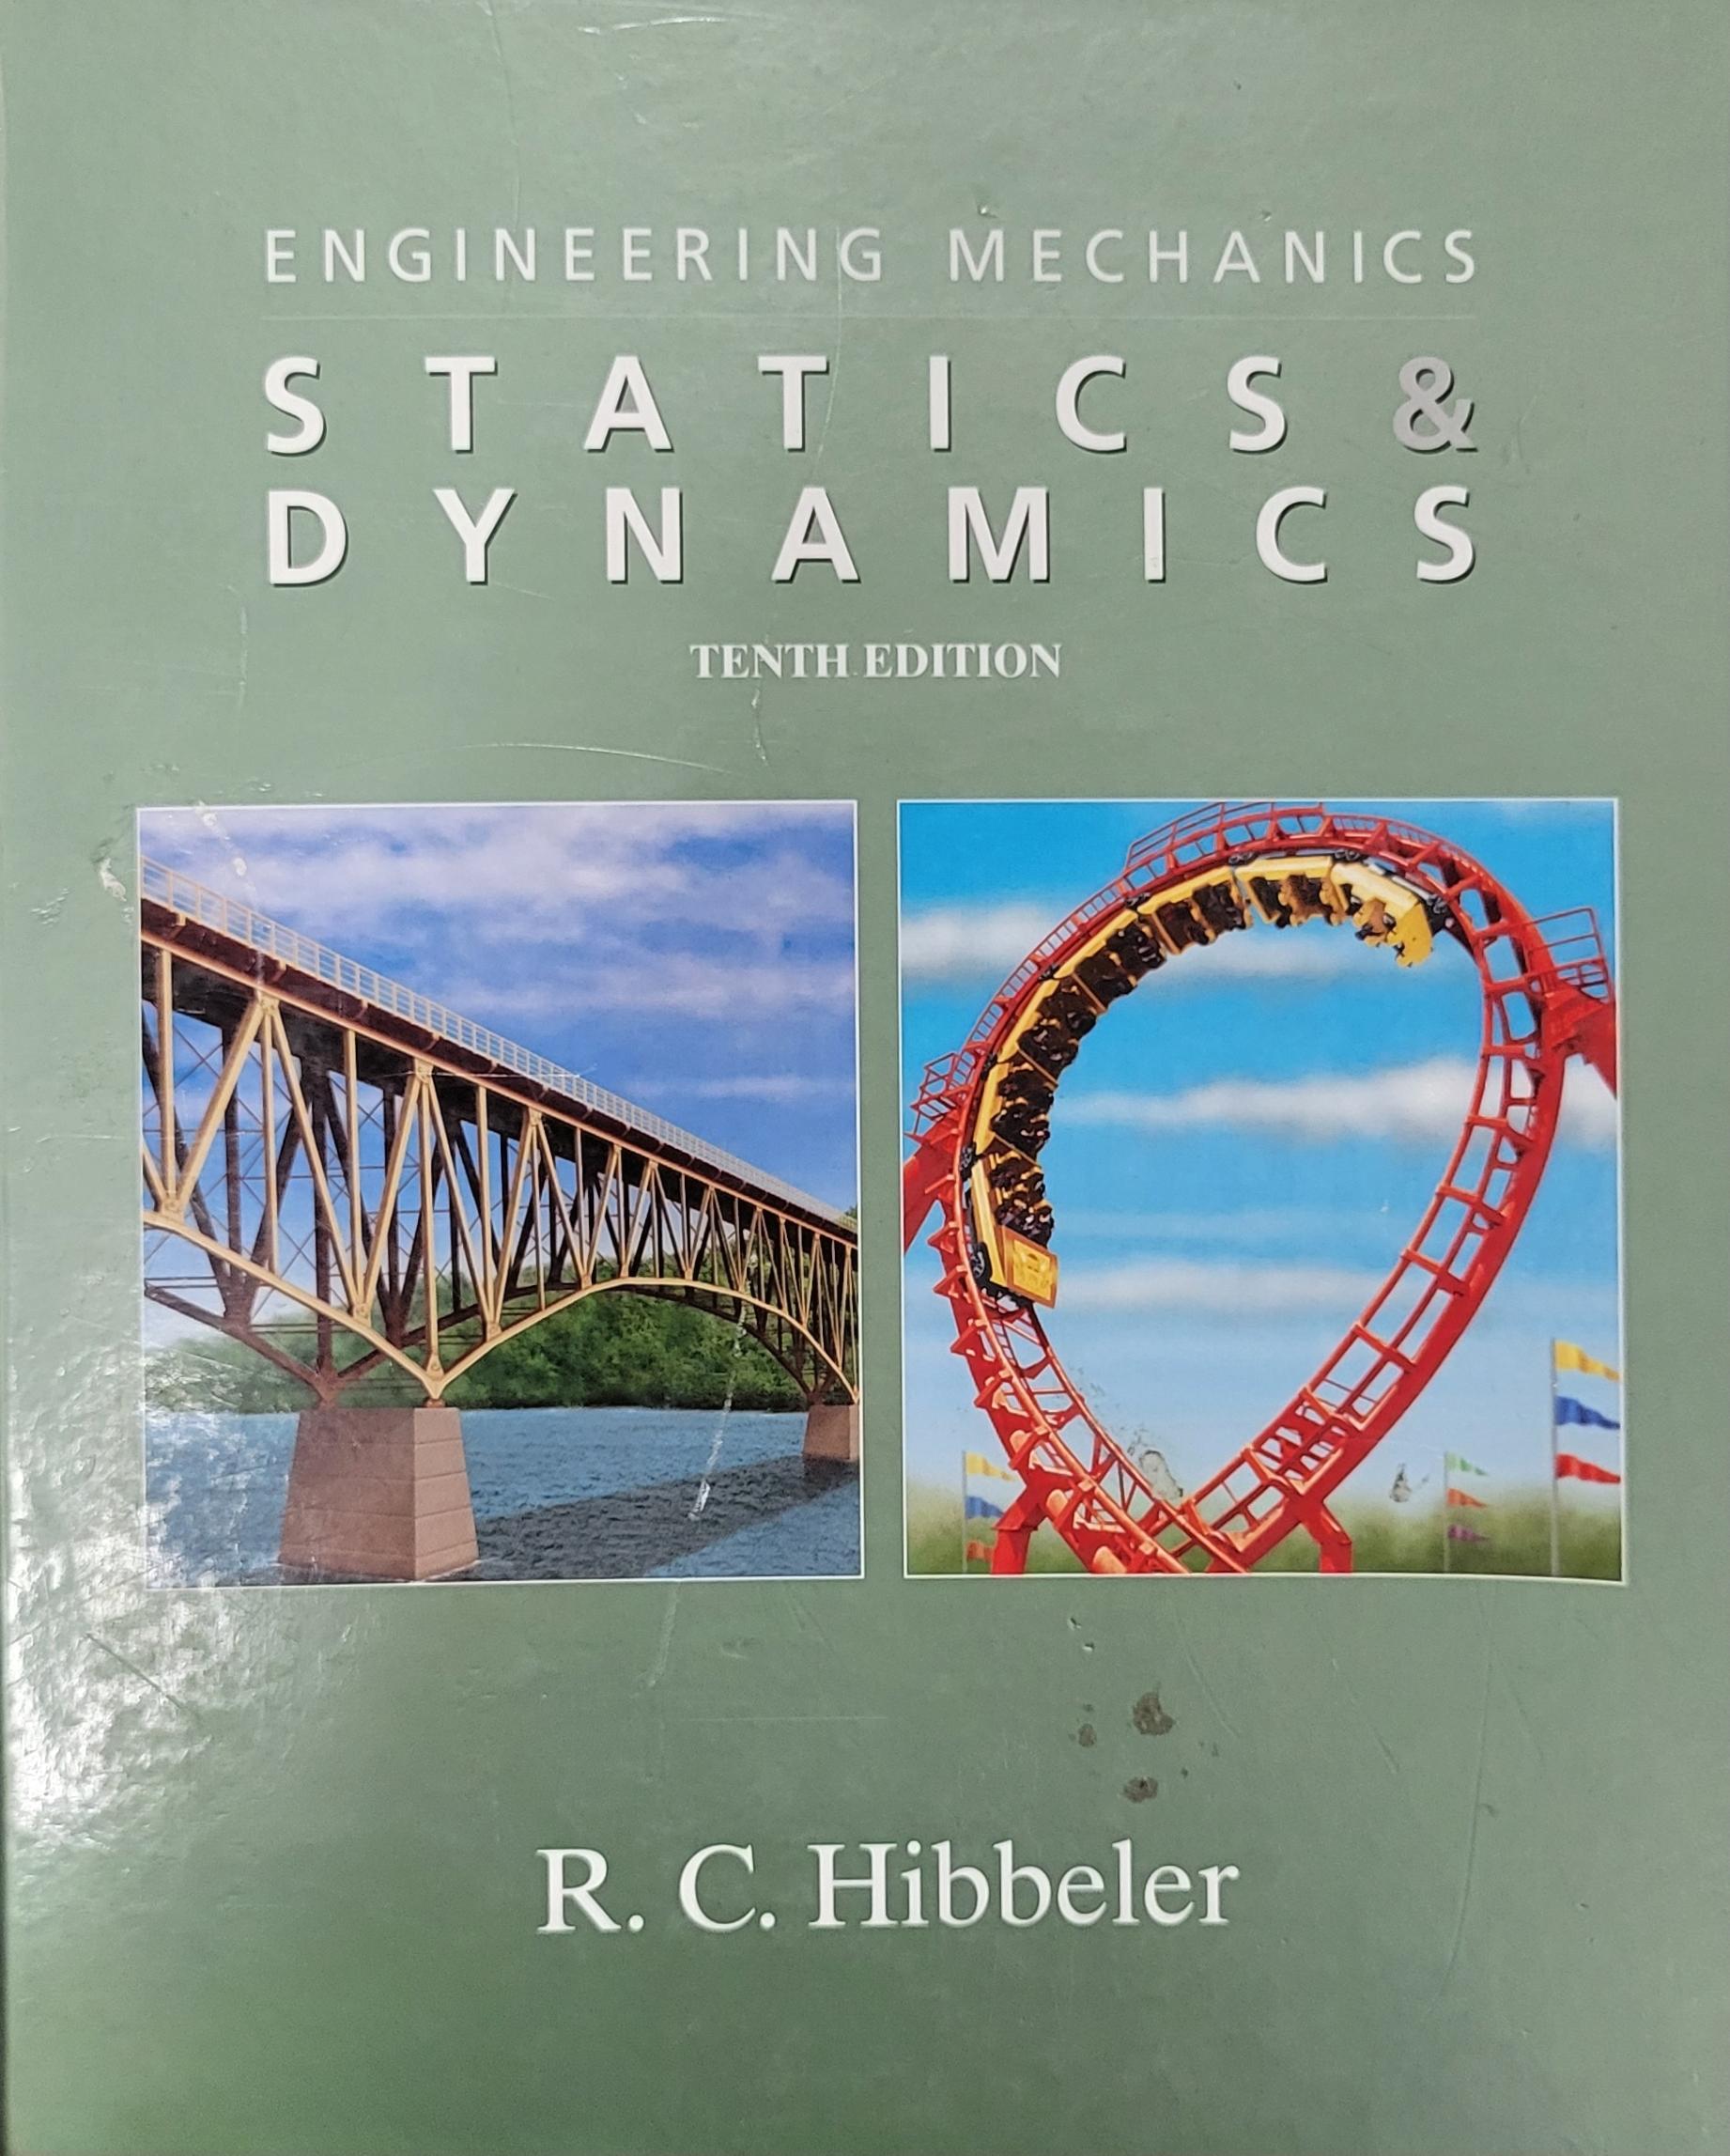 ENGINEERING MECHANICS
STATICS &
DYNAMICS
TENTH EDITION
R. C. Hibbeler